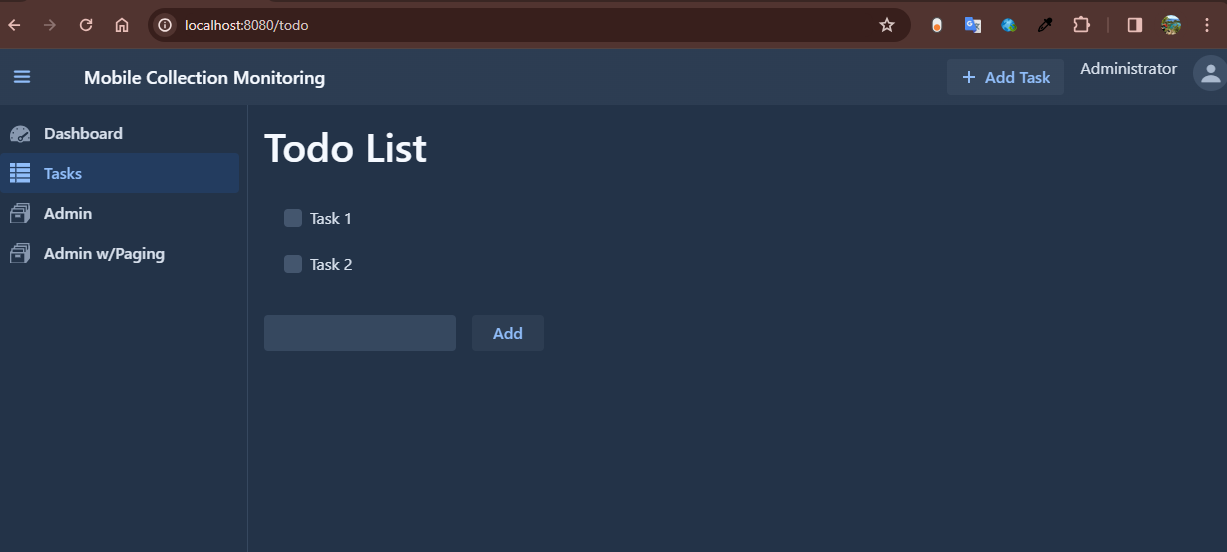 localhost:8080/todo
Mobile Collection Monitoring
+ Add Task
Administrator
Dashboard
Tasks
Admin
Admin w/Paging
Todo List
Task 1
Task 2
Add